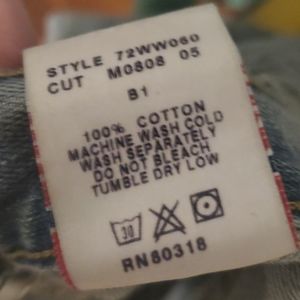 STYLE 72WW060
CUT M0808 05
B1
100% COTTON
MACHINE WASH COLD
WASH SEPARATELY
DO NOT BLEACH
TUMBLE DRY LOW
30
RN80318